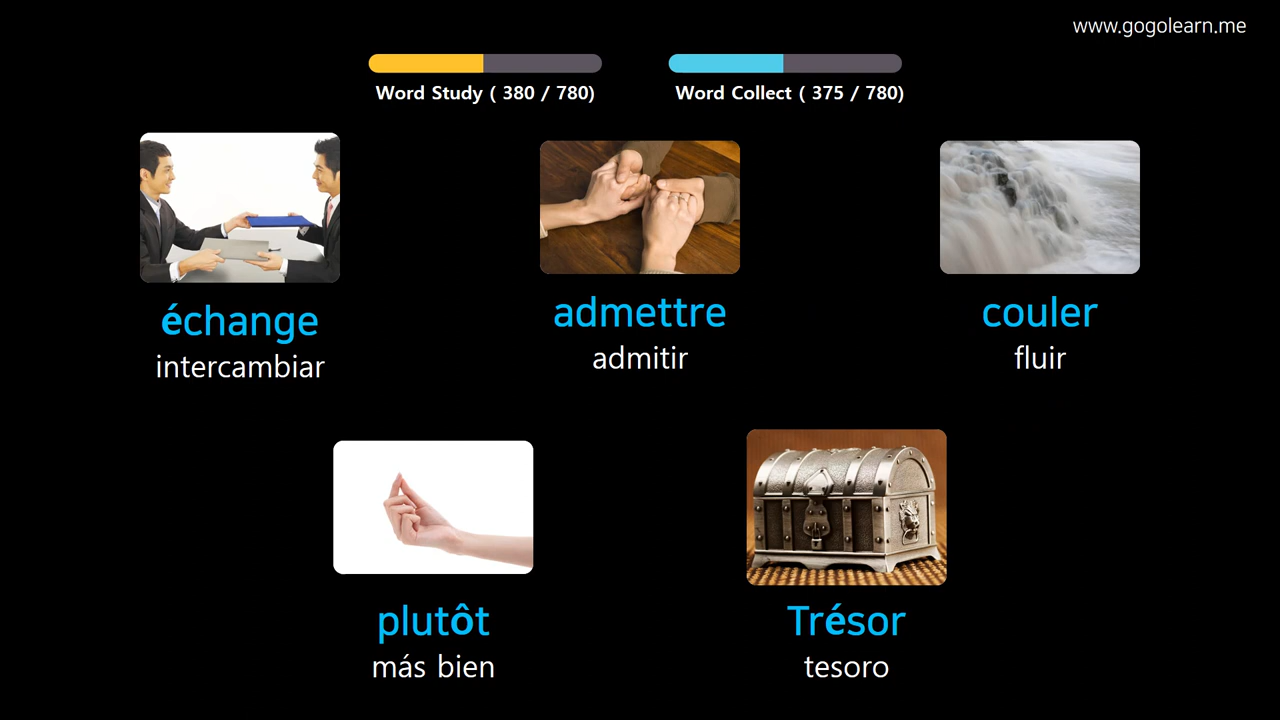 www.gogolearn.me
Word Study ( 380 / 780)
Word Collect ( 375 / 780)
échange
intercambiar
admettre
admitir
couler
fluir
plutôt
más bien
Trésor
tesoro